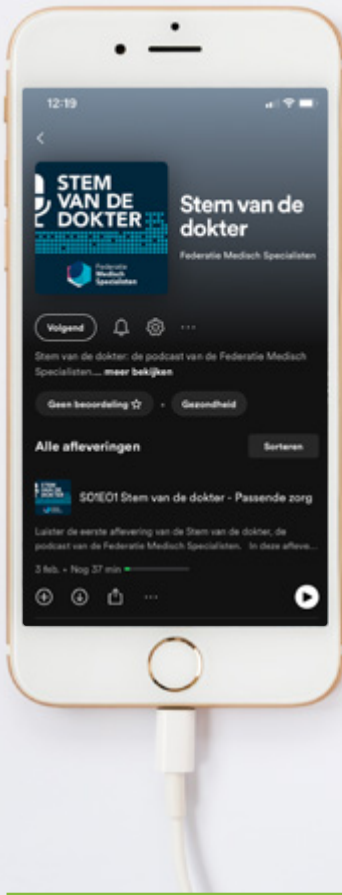 12:19
STEM
VAN DE
DOKTER
Federatie
Medisch
Specialisten
Stem van de
dokter
Federatie Medisch Specialisten
Volgend
Stem van de dokter: de podcast van de Federatie Medisch
Specialisten.... meer bekijken
Geen beoordeling
Gezondheid
Alle afleveringen
Sorteren
S01E01 Stem van de dokter - Passende zorg
Luister de eerste aflevering van de Stem van de dokter, de
podcast van de Federatie Medisch Specialisten. In deze afleve...
3 feb. • Nog 37 min